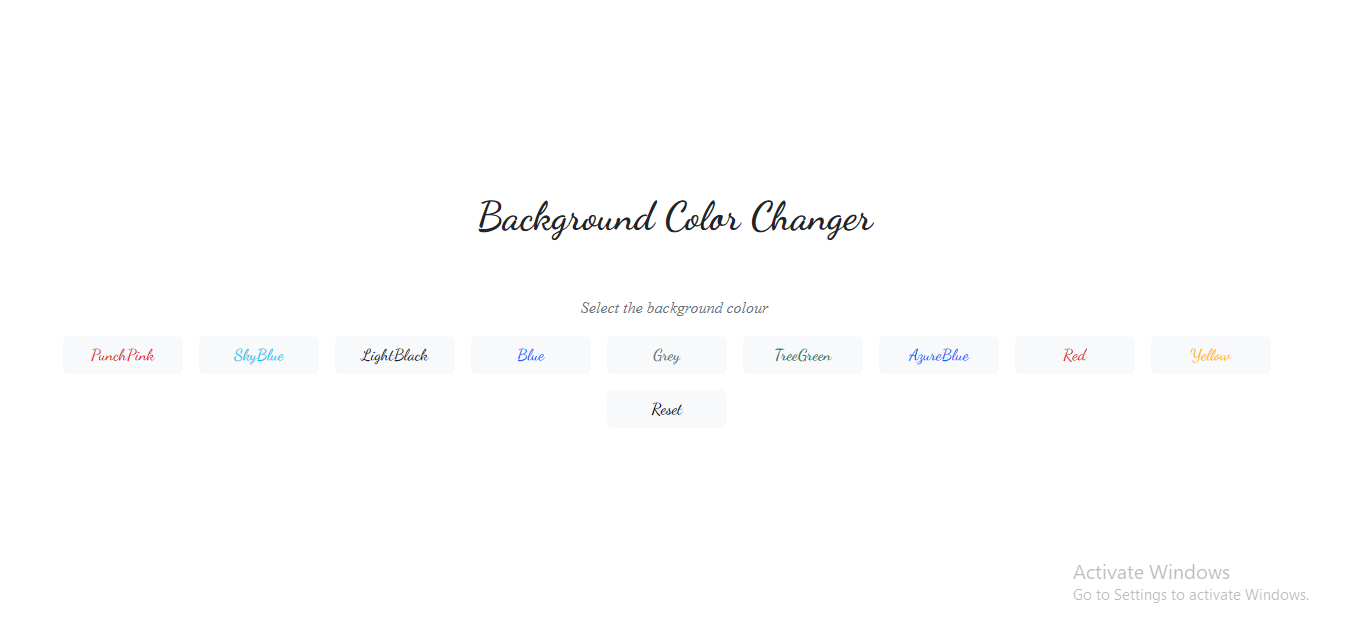 Background Color Changer
Select the background colour
PunchPink SkyBlue LightBlack Blue Grey TreeGreen AzureBlue Red Yellow
Reset
Activate Windows
Go to Settings to activate Windows.